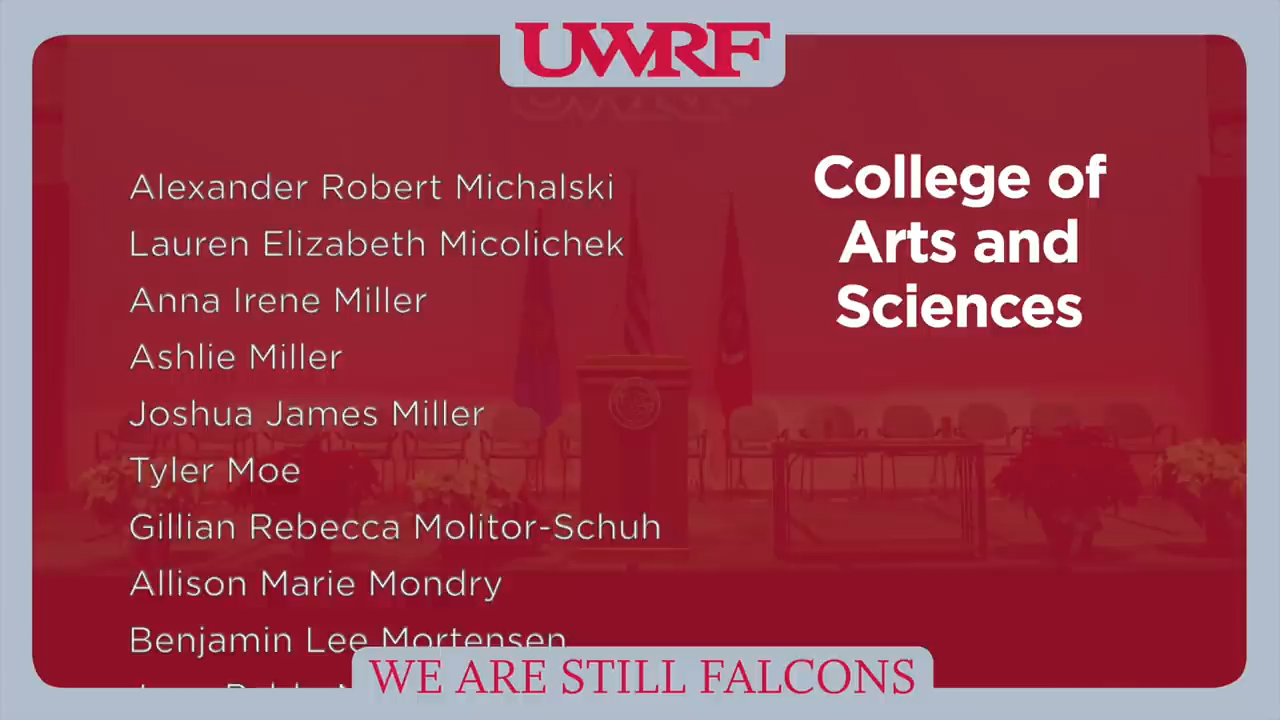 UWRF
Alexander Robert Michalski
Lauren Elizabeth Micolichek
Anna Irene Miller
Ashlie Miller
Joshua James Miller
Tyler Moe
Gillian Rebecca Molitor-Schuh
Allison Marie Mondry
Benjamin Lee Mortensen
College of
Arts and
Sciences
WE ARE STILL FALCONS